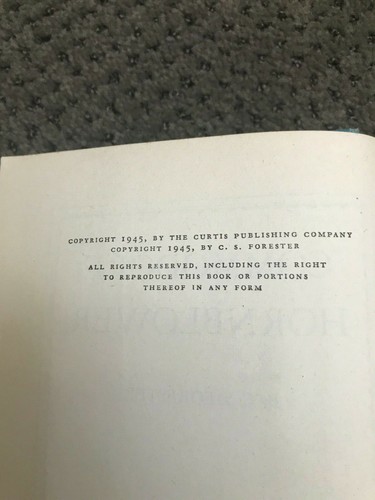 COPYRIGHT 1945, BY THE CURTIS PUBLISHING COMPANY
COPYRIGHT 1945, BY C. S. FORESTER
ALL RIGHTS RESERVED, INCLUDING THE RIGHT
TO REPRODUCE THIS BOOK OR PORTIONS
THEREOF IN ANY FORM